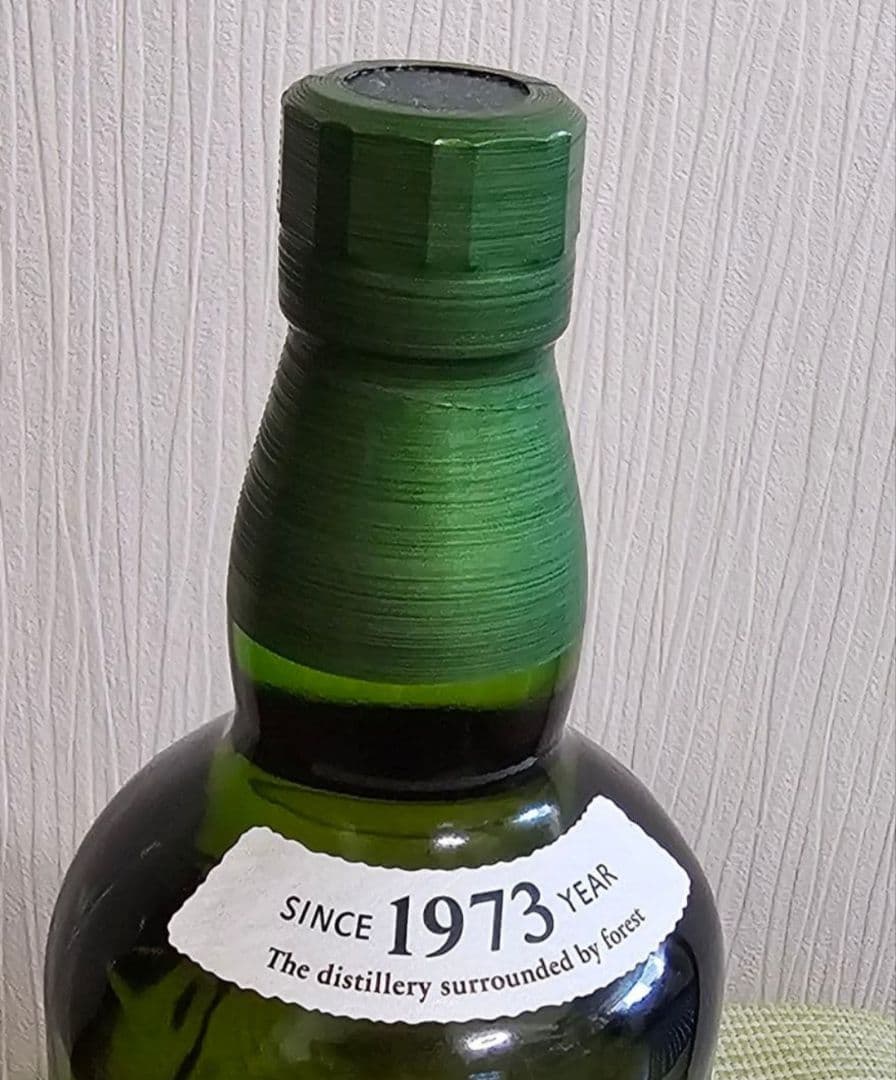 SINCE 1973 YEAR
The distillery surrounded by forest